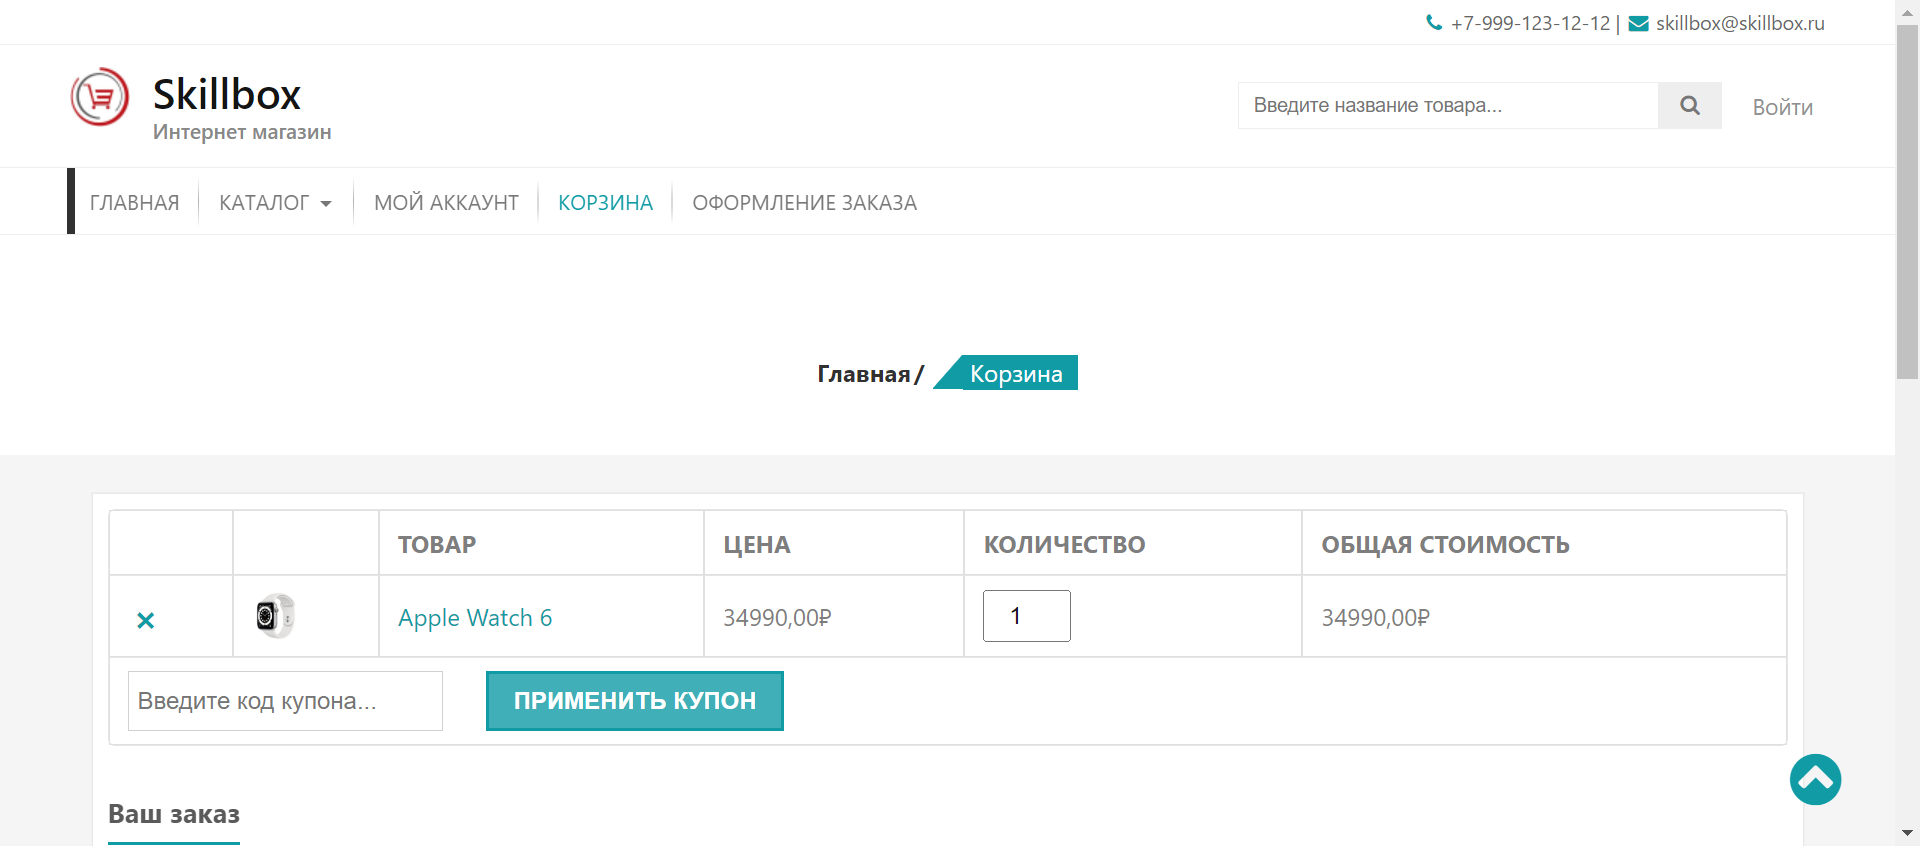 +7-999-123-12-12 | skillbox@skillbox.ru
Skillbox
Интернет магазин
Введите название товара...
Войти
ГЛАВНАЯ КАТАЛОГ МОЙ АККАУНТ КОРЗИНА ОФОРМЛЕНИЕ ЗАКАЗА
Главная/ Корзина
ТОВАР ЦЕНА КОЛИЧЕСТВО ОБЩАЯ СТОИМОСТЬ
× Apple Watch 6 34990,00₽ 1 34990,00₽
Введите код купона... ПРИМЕНИТЬ КУПОН
Ваш заказ